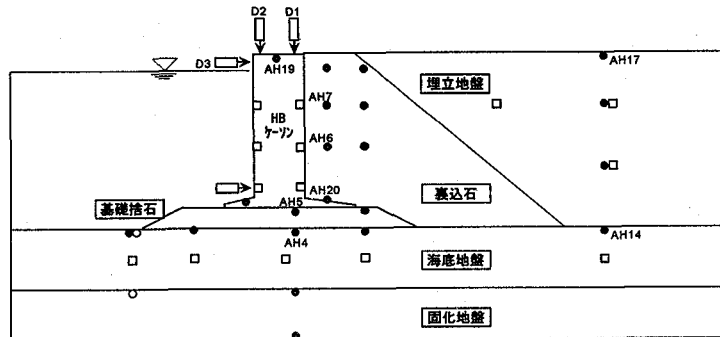 D2
D1
D3
AH19
AH17
埋立地盤
AH7
HB
ケーソン
AH6
AH20
裏込石
基礎捨石
AH5
AH4
AH14
海底地盤
固化地盤